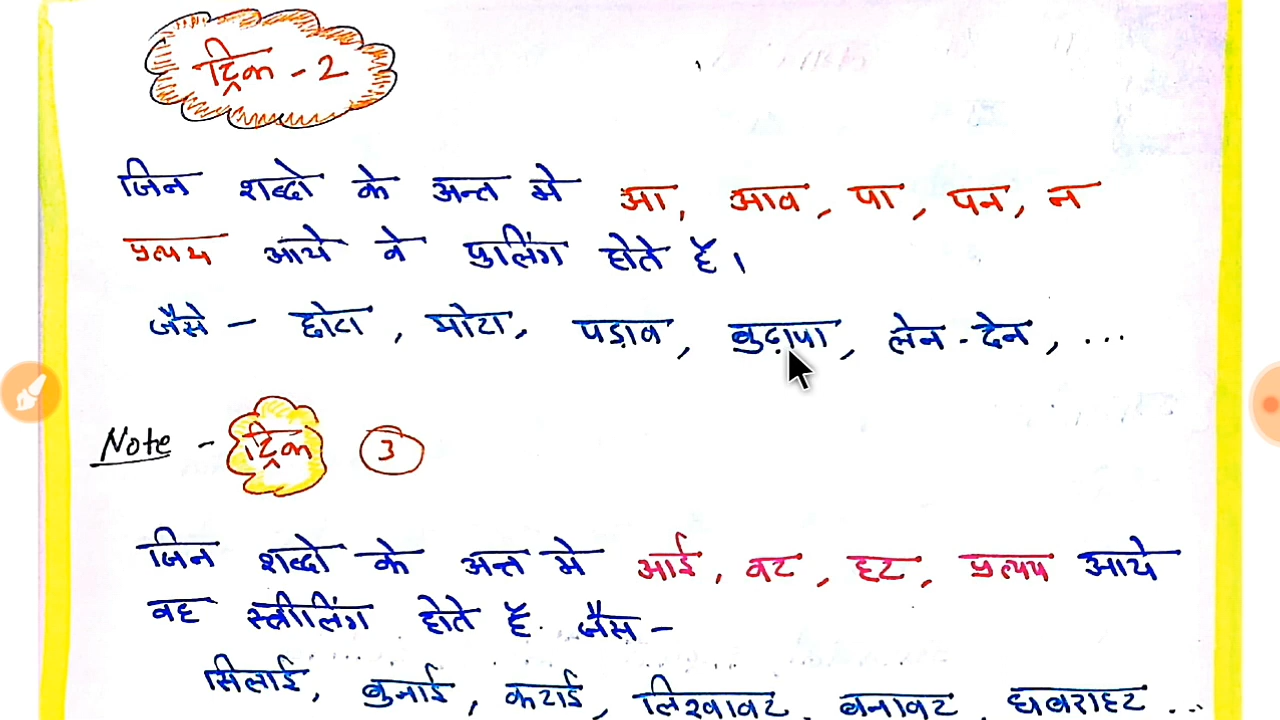 ट्रिक - 2
जिन शब्दो के अन्त मे आ, आव, पा, पन, न
प्रत्यय आये वे पुलिंग होते है।
जैसे - छोटा, मोटा, पड़ाव, बुढ़ापा, लेन - देन, ...
Note - ट्रिक 3
जिन शब्दो के अन्त मे आई, वट, हट, प्रत्यय आये
वह स्त्रीलिंग होते है. जैस -
सिलाई, बुनाई, कटाई, लिखावट, बनावट, घबराहट ...